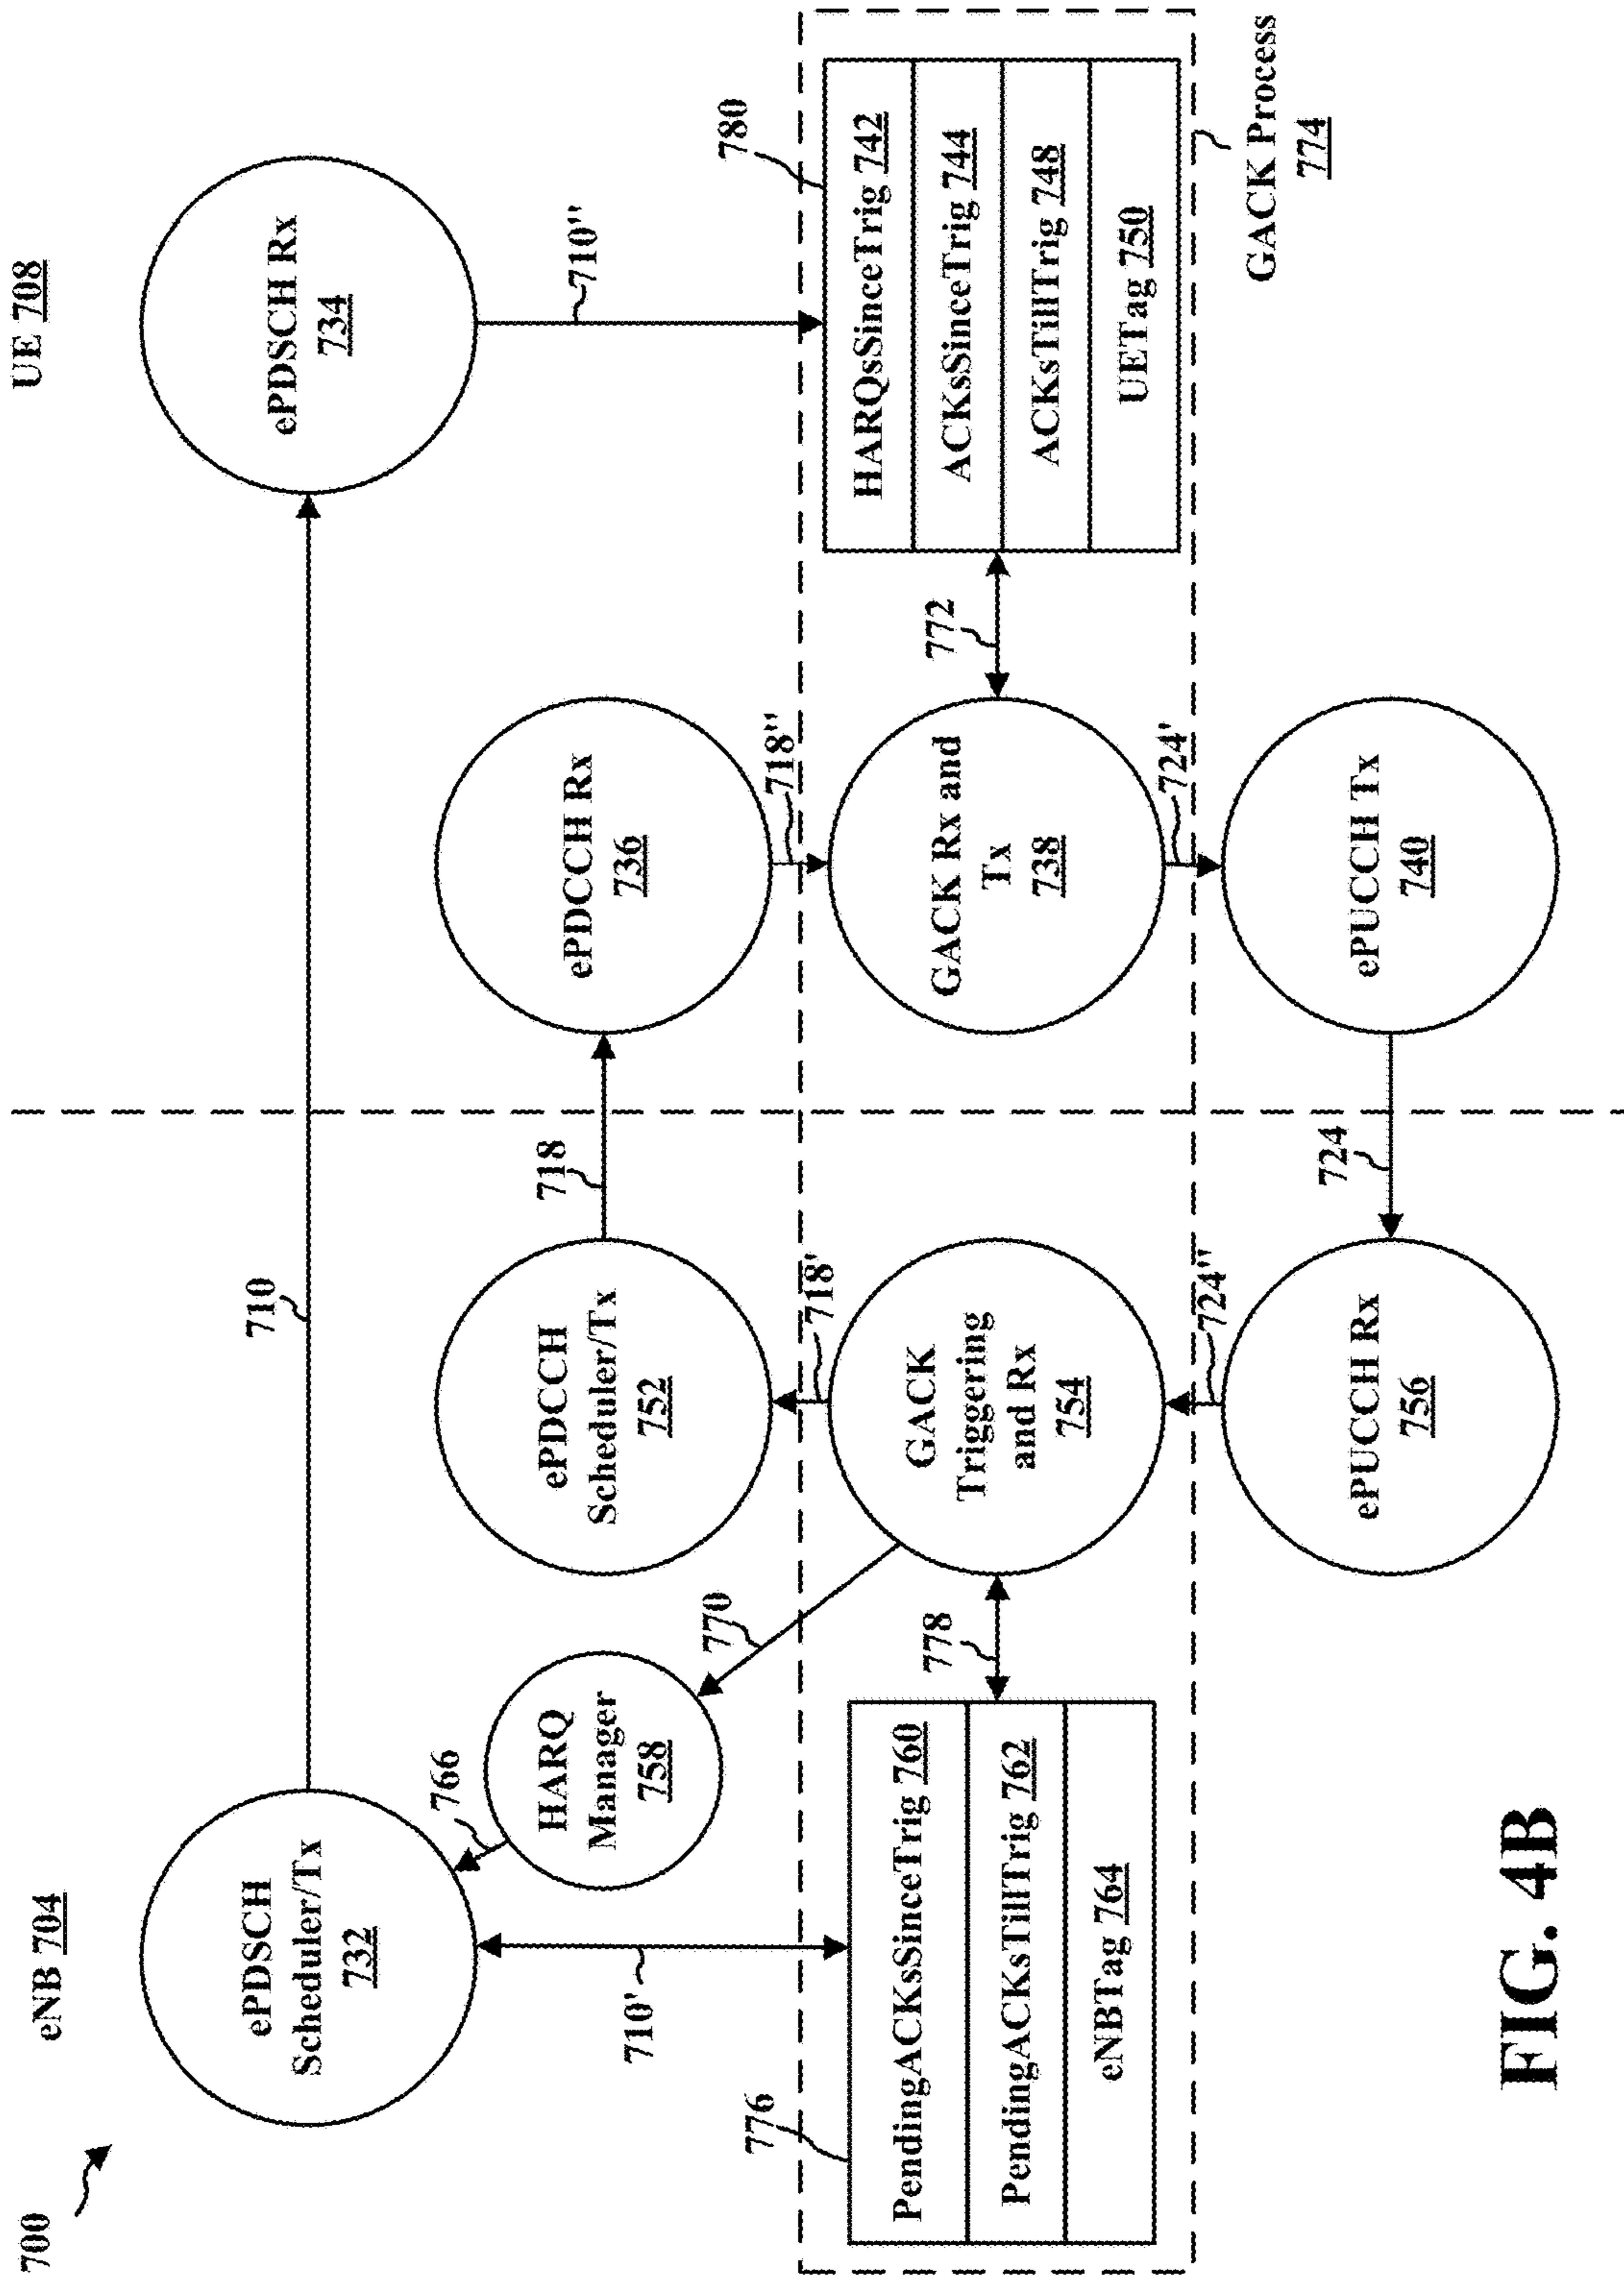 700
eNB 704
UE 708
ePDSCH
Scheduler/Tx
732
710
ePDSCH Rx
734
766
HARQ
Manager
758
ePDCCH
Scheduler/Tx
752
718
ePDCCH Rx
736
710'
770
718'
718''
710''
776
780
PendingACKsSinceTrig 760
PendingACKsTillTrig 762
eNBTag 764
778
GACK
Triggering
and Rx
754
GACK Rx and
Tx
738
772
HARQsSinceTrig 742
ACKsSinceTrig 744
ACKsTillTrig 748
UETag 750
724''
724'
GACK Process
774
ePUCCH Rx
756
724
ePUCCH Tx
740
FIG. 4B